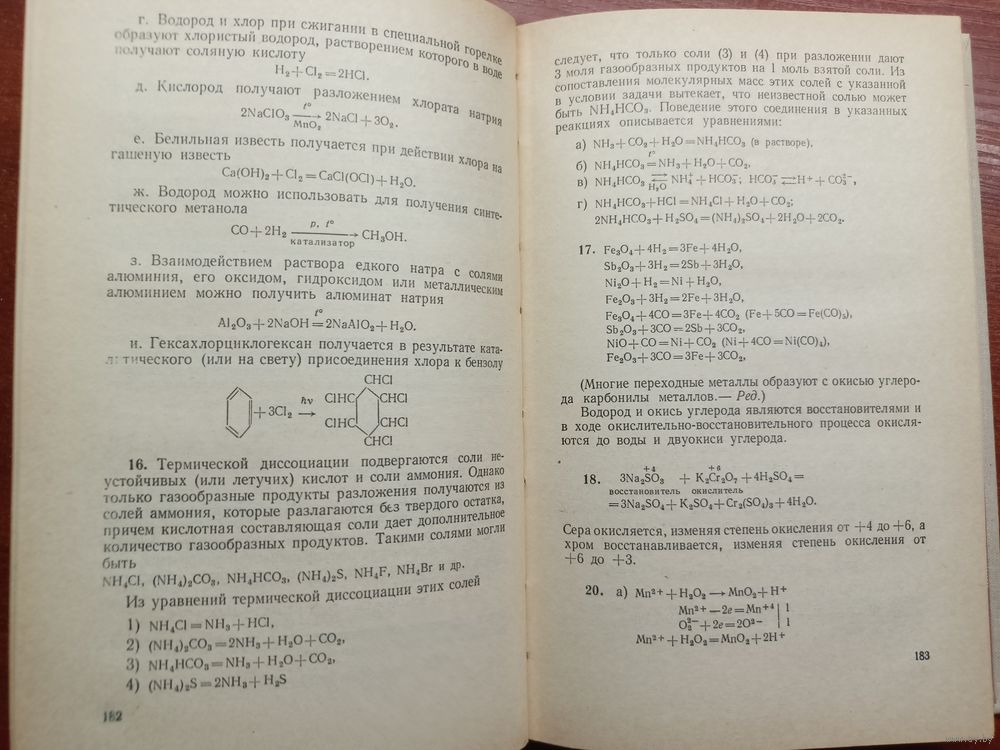 г. Водород и хлор при сжигании в специальной горелке
образуют хлористый водород, растворением которого в воде
получают соляную кислоту
H₂+Cl₂=2HCl.
д. Кислород получают разложением хлората натрия
t°
2NaClO₃ ⟶ 2NaCl+3O₂.
MnO₂
е. Белильная известь получается при действии хлора на
гашеную известь
Ca(OH)₂+Cl₂=CaCl(OCl)+H₂O.
ж. Водород можно использовать для получения синте-
тического метанола
p, t°
CO+2H₂ ⟶ CH₃OH.
катализатор
з. Взаимодействием раствора едкого натра с солями
алюминия, его оксидом, гидроксидом или металлическим
алюминием можно получить алюминат натрия
t°
Al₂O₃+2NaOH=2NaAlO₂+H₂O.
и. Гексахлорциклогексан получается в результате ката-
литического (или на свету) присоединения хлора к бензолу
CHCl
+3Cl₂ hν ⟶ ClHC CHCl
ClHC CHCl
CHCl
16. Термической диссоциации подвергаются соли не-
устойчивых (или летучих) кислот и соли аммония. Однако
только газообразные продукты разложения получаются из
солей аммония, которые разлагаются без твердого остатка,
причем кислотная составляющая соли дает дополнительное
количество газообразных продуктов. Такими солями могли
быть
NH₄Cl, (NH₄)₂CO₃, NH₄HCO₃, (NH₄)₂S, NH₄F, NH₄Br и др.
Из уравнений термической диссоциации этих солей
1) NH₄Cl=NH₃+HCl,
2) (NH₄)₂CO₃=2NH₃+H₂O+CO₂,
3) NH₄HCO₃=NH₃+H₂O+CO₂,
4) (NH₄)₂S=2NH₃+H₂S
182
следует, что только соли (3) и (4) при разложении дают
3 моля газообразных продуктов на 1 моль взятой соли. Из
сопоставления молекулярных масс этих солей с указанной
в условии задачи вытекает, что неизвестной солью может
быть NH₄HCO₃. Поведение этого соединения в указанных
реакциях описывается уравнениями:
а) NH₃+CO₂+H₂O=NH₄HCO₃ (в растворе),
t°
б) NH₄HCO₃=NH₃+H₂O+CO₂,
в) NH₄HCO₃ ⇄ NH₄⁺+HCO₃⁻; HCO₃⁻ ⇄ H⁺+CO₃²⁻,
H₂O
г) NH₄HCO₃+HCl=NH₄Cl+H₂O+CO₂;
2NH₄HCO₃+H₂SO₄=(NH₄)₂SO₄+2H₂O+2CO₂.
17. Fe₃O₄+4H₂=3Fe+4H₂O,
Sb₂O₃+3H₂=2Sb+3H₂O,
Ni₂O+H₂=Ni+H₂O,
Fe₂O₃+3H₂=2Fe+3H₂O,
Fe₃O₄+4CO=3Fe+4CO₂ (Fe+5CO=Fe(CO)₅),
Sb₂O₃+3CO=2Sb+3CO₂,
NiO+CO=Ni+CO₂ (Ni+4CO=Ni(CO)₄),
Fe₂O₃+3CO=3Fe+3CO₂,
(Многие переходные металлы образуют с окисью углеро-
да карбонилы металлов.— Ред.)
Водород и окись углерода являются восстановителями и
в ходе окислительно-восстановительного процесса окисля-
ются до воды и двуокиси углерода.
+4 +6
18. 3Na₂SO₃ + K₂Cr₂O₇ +4H₂SO₄=
восстановитель окислитель
=3Na₂SO₄+K₂SO₄+Cr₂(SO₄)₃+4H₂O.
Сера окисляется, изменяя степень окисления от +4 до +6, а
хром восстанавливается, изменяя степень окисления от
+6 до +3.
20. а) Mn²⁺+H₂O₂ ⟶ MnO₂+H⁺
Mn²⁺—2e=Mn⁺⁴ | 1
O₂²⁻+2e=2O²⁻ | 1
Mn²⁺+H₂O₂=MnO₂+2H⁺
183